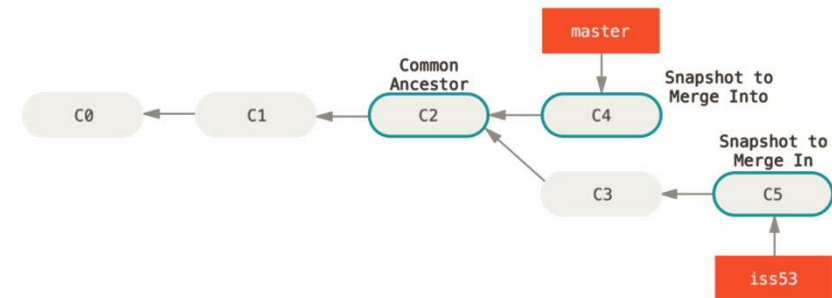 master
Common
Ancestor
Snapshot to
Merge Into
C0
C1
C2
C4
Snapshot to
Merge In
C3
C5
iss53